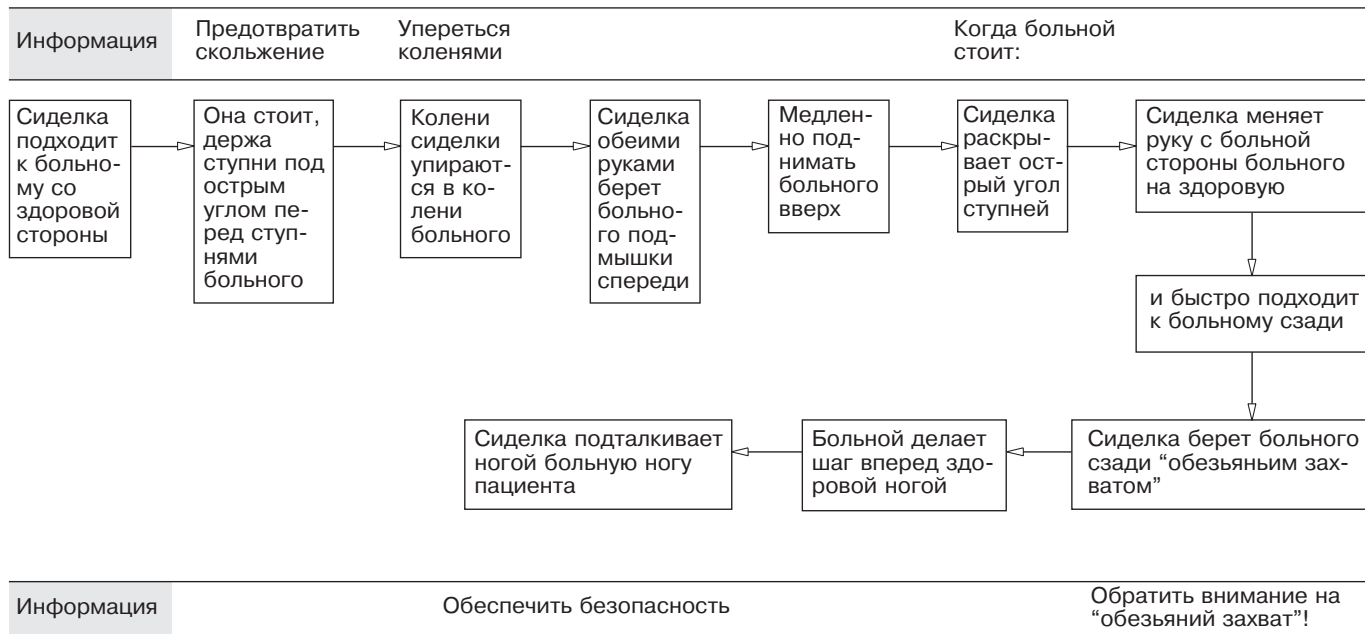 Информация
Предотвратить
скольжение
Упереться
коленями
Когда больной
стоит:
Сиделка
подходит
к больно-
му со
здоровой
стороны
Она стоит,
держа
ступни под
острым
углом пе-
ред ступ-
нями
больного
Колени
сиделки
упирают-
ся в ко-
лени
больного
Сиделка
обеими
руками
берет
больно-
го под-
мышки
спереди
Медлен-
но под-
нимать
больного
вверх
Сиделка
раскры-
вает ост-
рый угол
ступней
Сиделка меняет
руку с больной
стороны больного
на здоровую
и быстро подходит
к больному сзади
Сиделка берет больного
сзади “обезьяньим зах-
ватом”
Больной делает
шаг вперед здо-
ровой ногой
Сиделка подталкивает
ногой больную ногу
пациента
Информация
Обеспечить безопасность
Обратить внимание на
“обезьяний захват”!